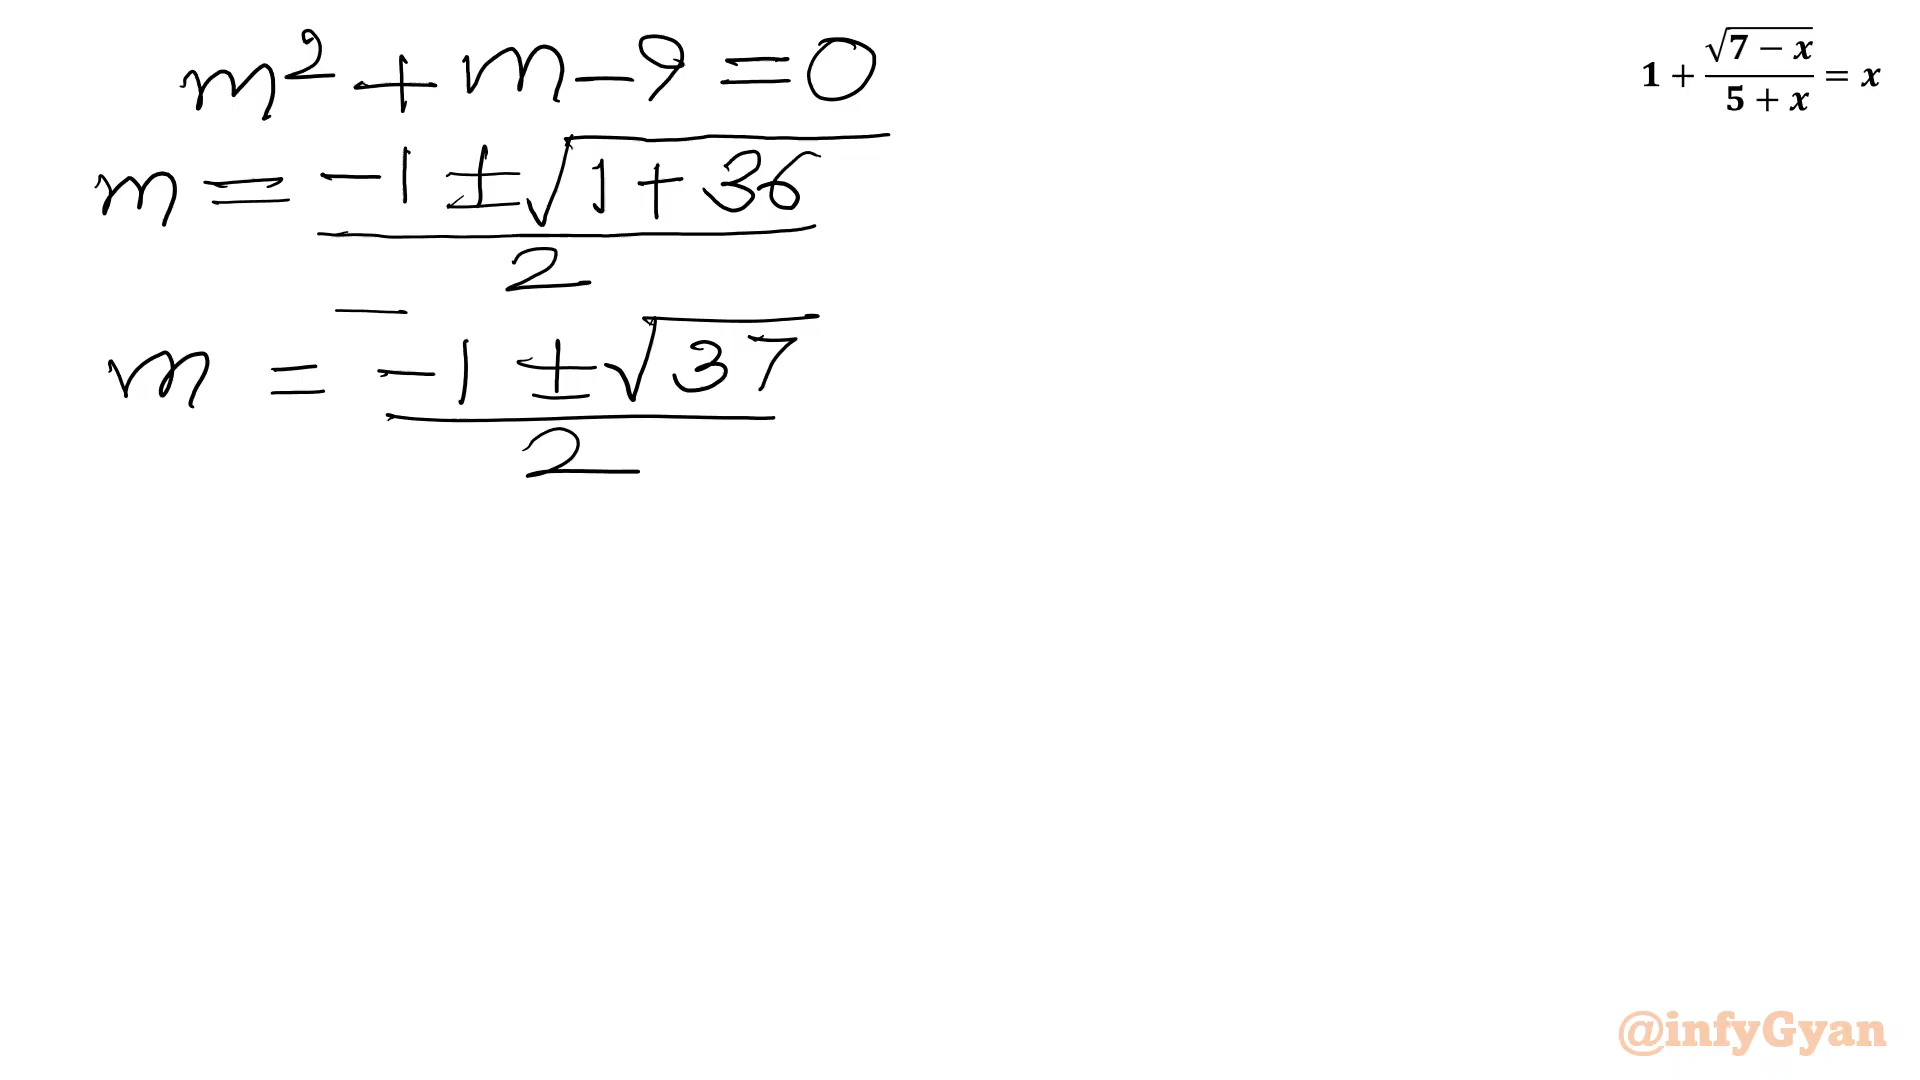 m² + m - 9 = 0
m = (-1 ± √(1 + 36)) / 2
m = (-1 ± √37) / 2
1 + √(7 − x) / (5 + x) = x
@infyGyan